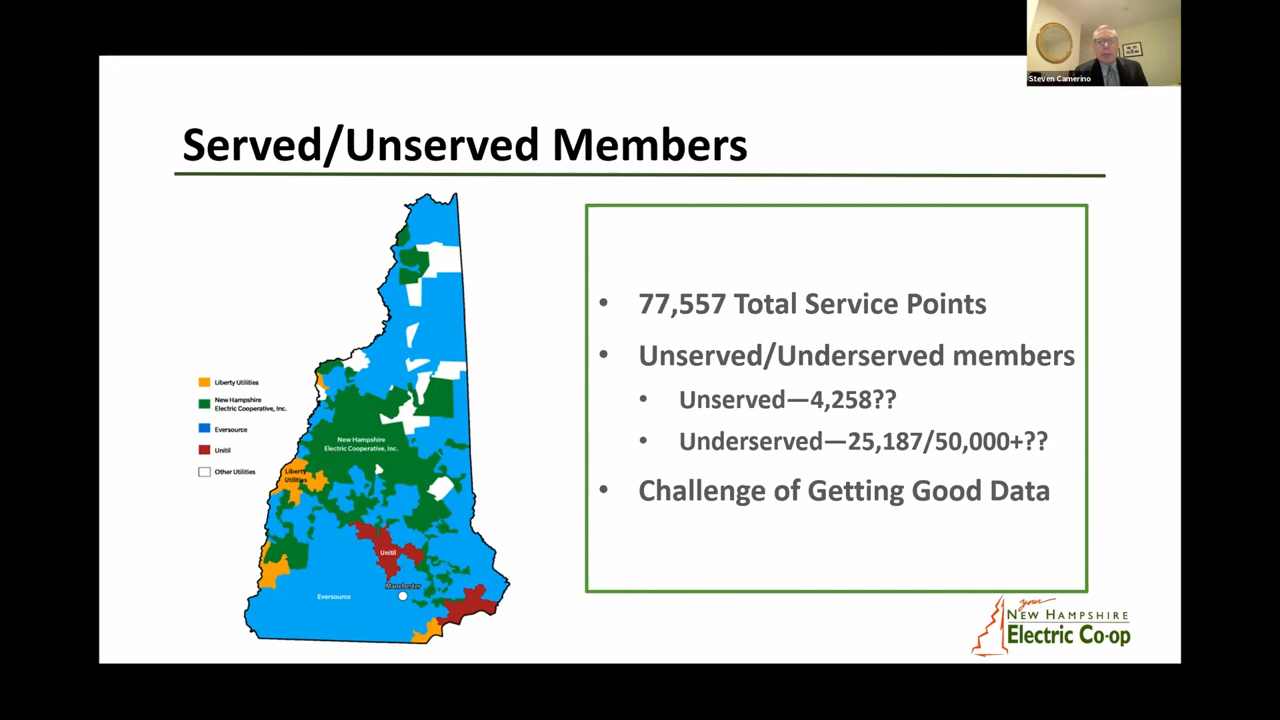 Steven Camerino
Served/Unserved Members
Liberty Utilities
New Hampshire
Electric Cooperative, Inc.
Eversource
Unitil
Other Utilities
New Hampshire
Electric Cooperative, Inc.
Liberty
Utilities
Unitil
Manchester
Eversource
• 77,557 Total Service Points
• Unserved/Underserved members
• Unserved—4,258??
• Underserved—25,187/50,000+??
• Challenge of Getting Good Data
your
NEW HAMPSHIRE
Electric Co-op